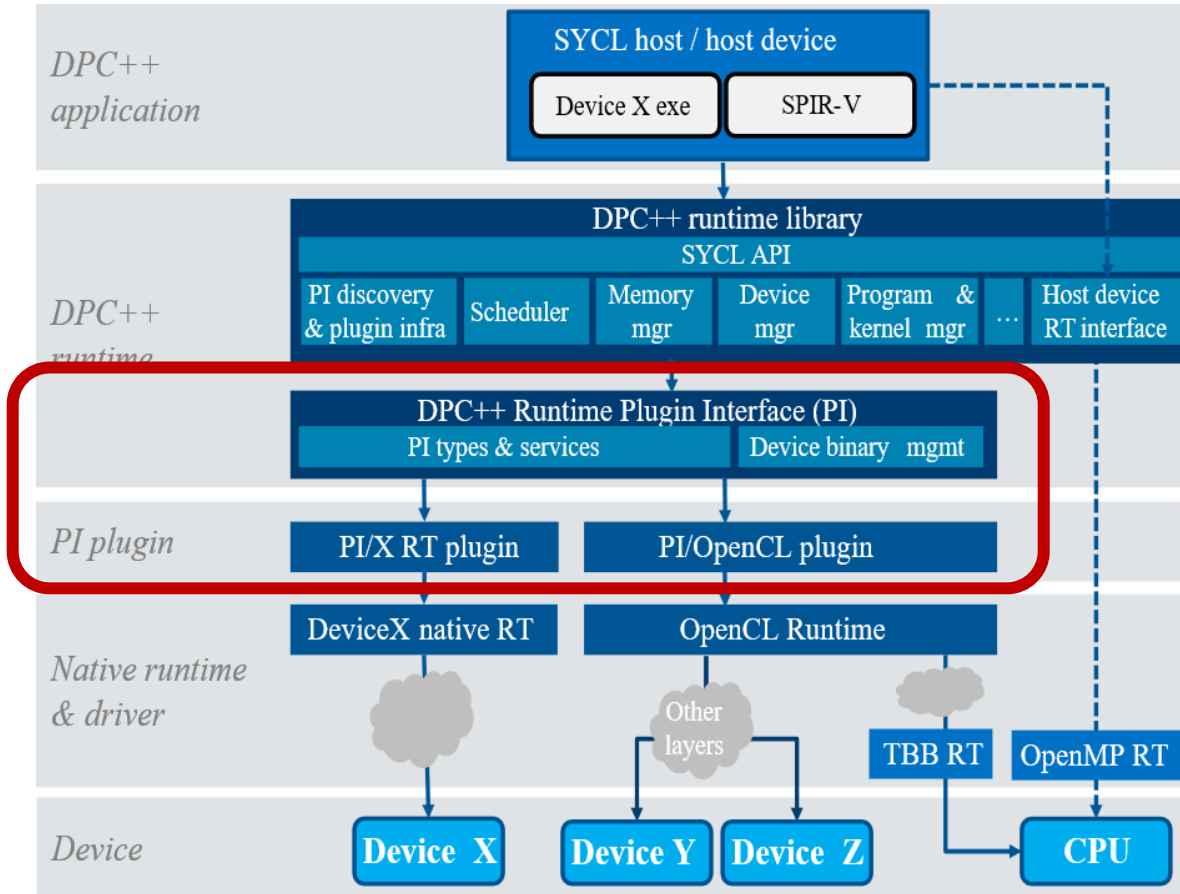 DPC++
application
SYCL host / host device
Device X exe
SPIR-V
DPC++
runtime
DPC++ runtime library
SYCL API
PI discovery
& plugin infra
Scheduler
Memory
mgr
Device
mgr
Program &
kernel mgr
...
Host device
RT interface
DPC++ Runtime Plugin Interface (PI)
PI types & services
Device binary mgmt
PI plugin
PI/X RT plugin
PI/OpenCL plugin
Native runtime
& driver
DeviceX native RT
OpenCL Runtime
Other
layers
TBB RT
OpenMP RT
Device
Device X
Device Y
Device Z
CPU